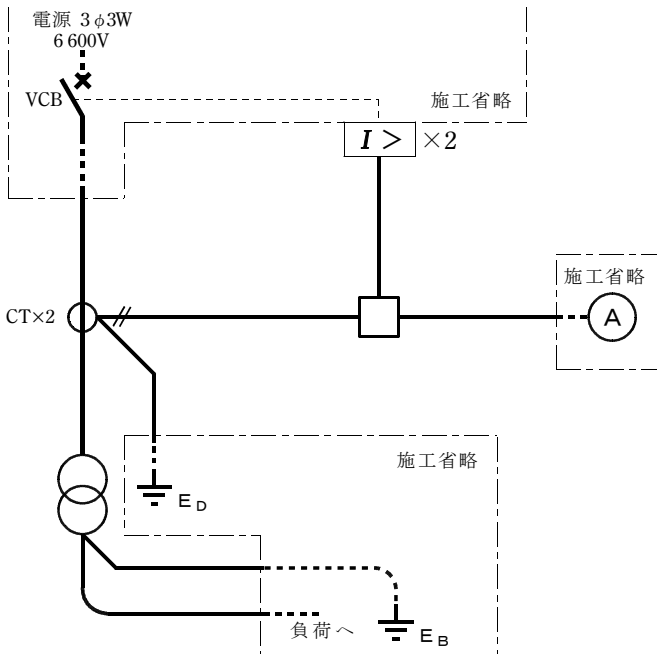 電源 3φ3W
6 600V
VCB
施工省略
I > ×2
施工省略
CT×2
A
施工省略
E D
負荷へ
E B